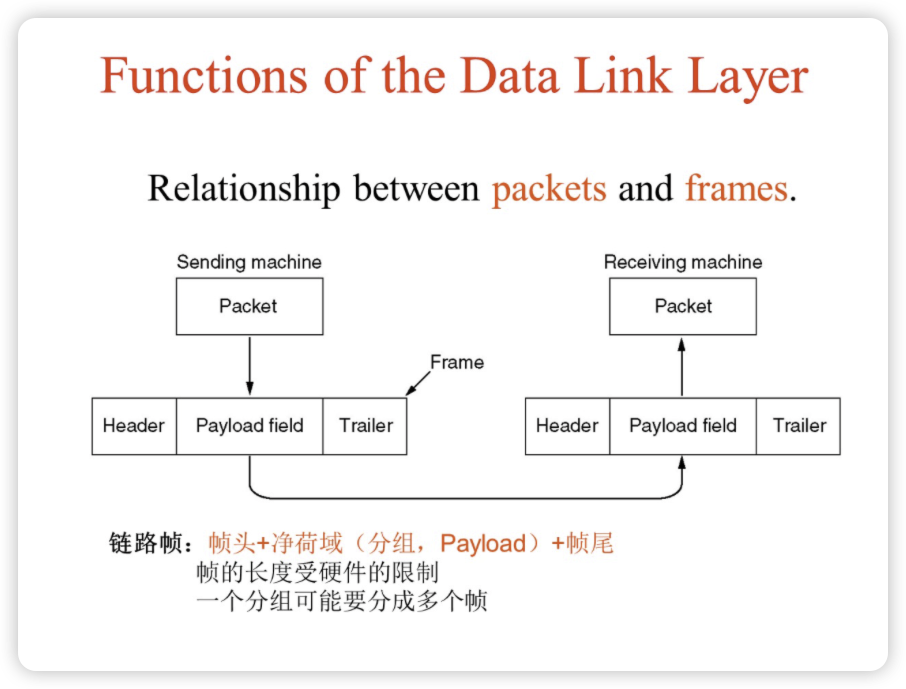 Functions of the Data Link Layer
Relationship between packets and frames.
Sending machine
Receiving machine
Packet
Packet
Frame
Header
Payload field
Trailer
Header
Payload field
Trailer
链路帧：帧头+净荷域（分组，Payload）+帧尾
帧的长度受硬件的限制
一个分组可能要分成多个帧